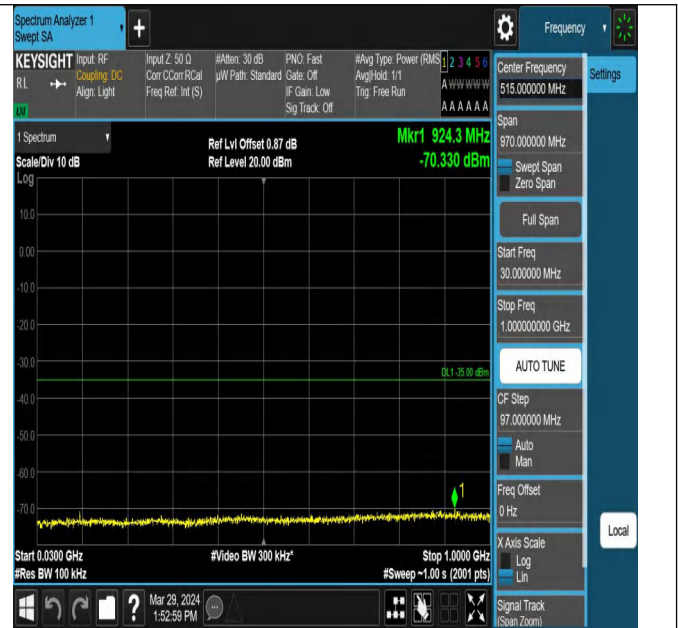 Spectrum Analyzer 1
Swept SA
+
Frequency
KEYSIGHT
RL
LXI
Input: RF
Coupling: DC
Align: Light
Input Z: 50 Ω
Corr CCorr RCal
Freq Ref: Int (S)
#Atten: 30 dB
µW Path: Standard
PNO: Fast
Gate: Off
IF Gain: Low
Sig Track: Off
#Avg Type: Power (RMS
Avg|Hold: 1/1
Trig: Free Run
1 2 3 4 5 6
A W W W W W
A A A A A A
1 Spectrum
Scale/Div 10 dB
Log
Ref Lvl Offset 0.87 dB
Ref Level 20.00 dBm
Mkr1 924.3 MHz
-70.330 dBm
10.0
0.00
-10.0
-20.0
-30.0
DL1 -35.00 dBm
-40.0
-50.0
-60.0
1
-70.0
Start 0.0300 GHz
#Res BW 100 kHz
#Video BW 300 kHz*
Stop 1.0000 GHz
#Sweep ~1.00 s (2001 pts)
?
Mar 29, 2024
1:52:59 PM
Center Frequency
515.000000 MHz
Settings
Span
970.000000 MHz
Swept Span
Zero Span
Full Span
Start Freq
30.000000 MHz
Stop Freq
1.000000000 GHz
AUTO TUNE
CF Step
97.000000 MHz
Auto
Man
Freq Offset
0 Hz
Local
X Axis Scale
Log
Lin
Signal Track
(Span Zoom)